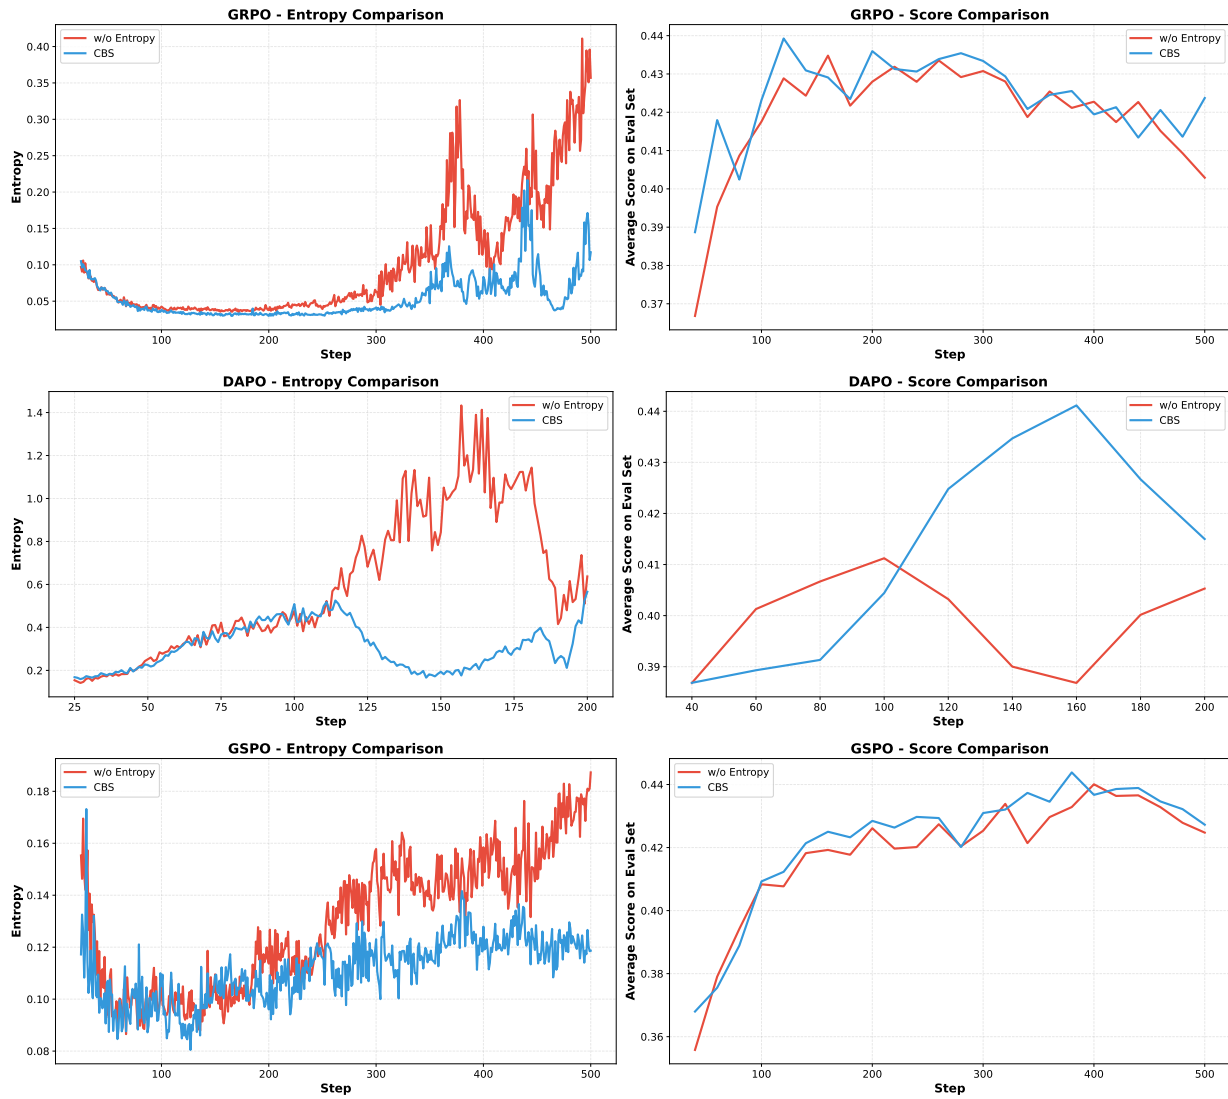 GRPO - Entropy Comparison
w/o Entropy
CBS
0.40
0.35
0.30
0.25
0.20
0.15
0.10
0.05
Entropy
100
200
300
400
500
Step
GRPO - Score Comparison
w/o Entropy
CBS
0.44
0.43
0.42
0.41
0.40
0.39
0.38
0.37
Average Score on Eval Set
100
200
300
400
500
Step
DAPO - Entropy Comparison
w/o Entropy
CBS
1.4
1.2
1.0
0.8
0.6
0.4
0.2
Entropy
25
50
75
100
125
150
175
200
Step
DAPO - Score Comparison
w/o Entropy
CBS
0.44
0.43
0.42
0.41
0.40
0.39
Average Score on Eval Set
40
60
80
100
120
140
160
180
200
Step
GSPO - Entropy Comparison
w/o Entropy
CBS
0.18
0.16
0.14
0.12
0.10
0.08
Entropy
100
200
300
400
500
Step
GSPO - Score Comparison
w/o Entropy
CBS
0.44
0.42
0.40
0.38
0.36
Average Score on Eval Set
100
200
300
400
500
Step